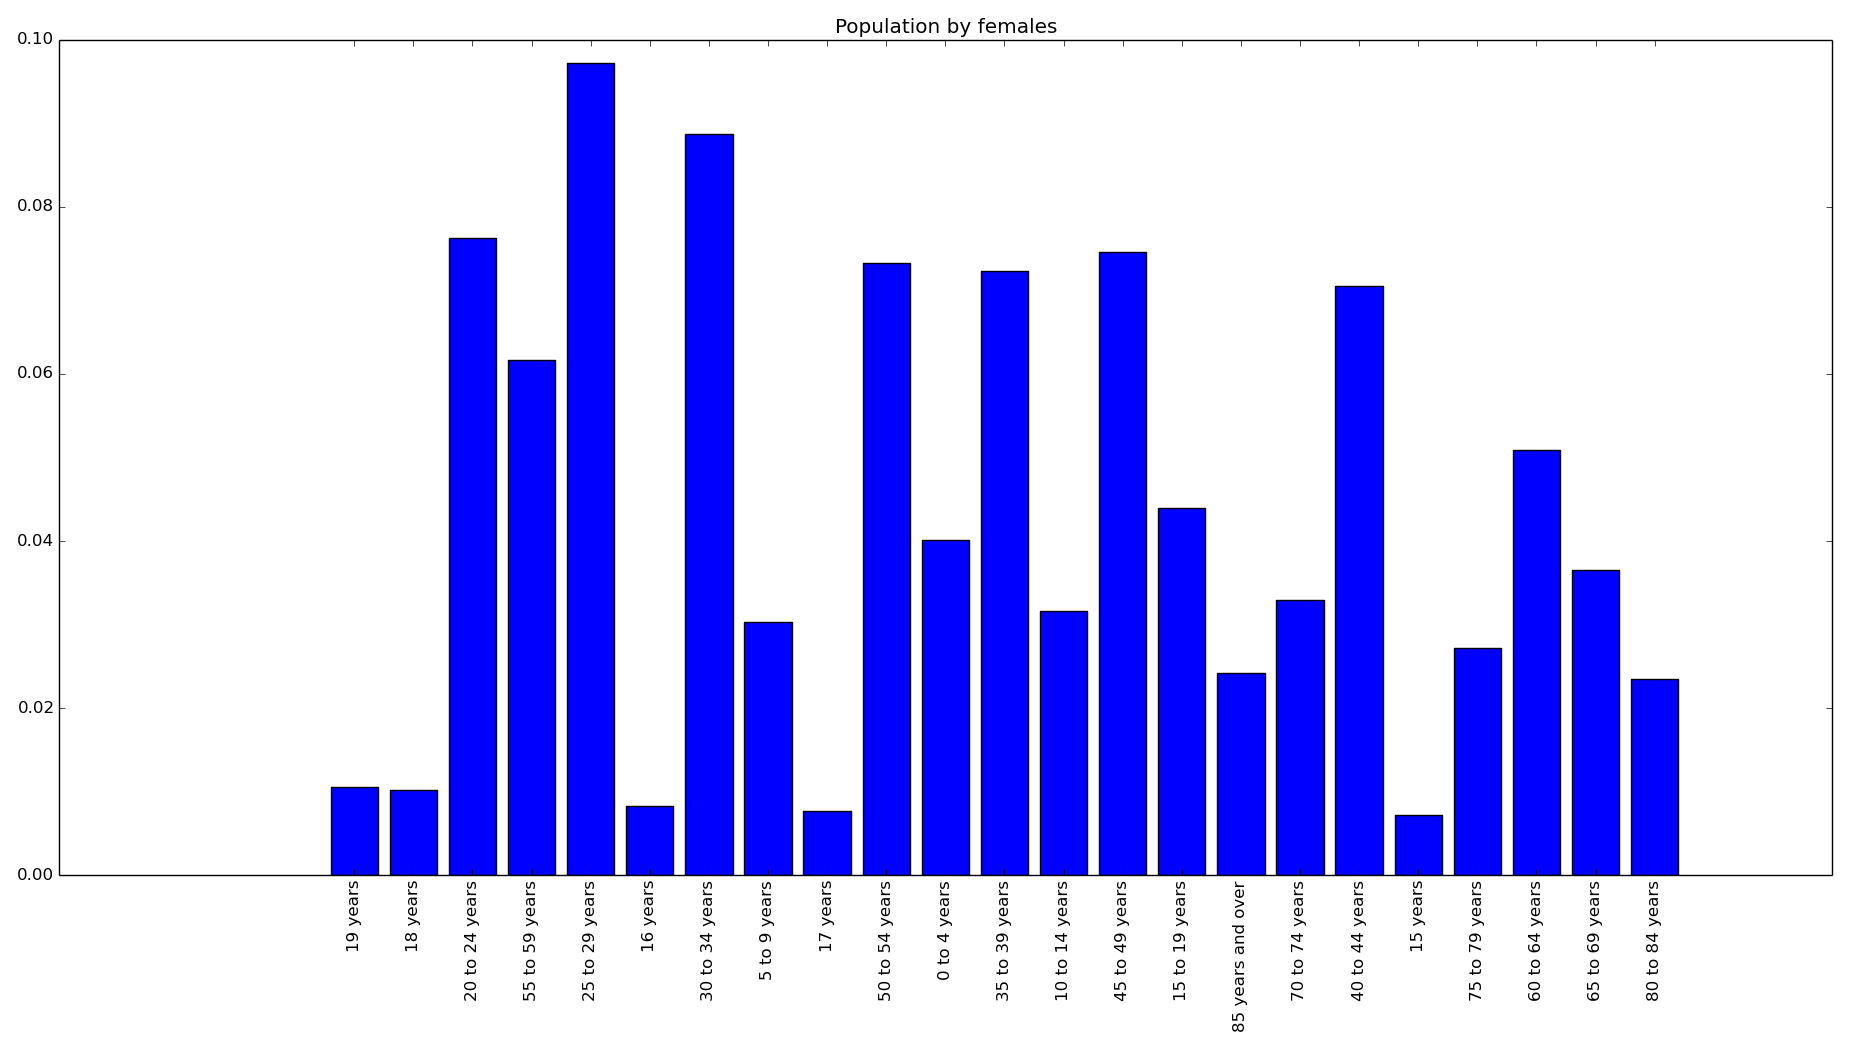 Population by females
0.10
0.08
0.06
0.04
0.02
0.00
19 years
18 years
20 to 24 years
55 to 59 years
25 to 29 years
16 years
30 to 34 years
5 to 9 years
17 years
50 to 54 years
0 to 4 years
35 to 39 years
10 to 14 years
45 to 49 years
15 to 19 years
85 years and over
70 to 74 years
40 to 44 years
15 years
75 to 79 years
60 to 64 years
65 to 69 years
80 to 84 years